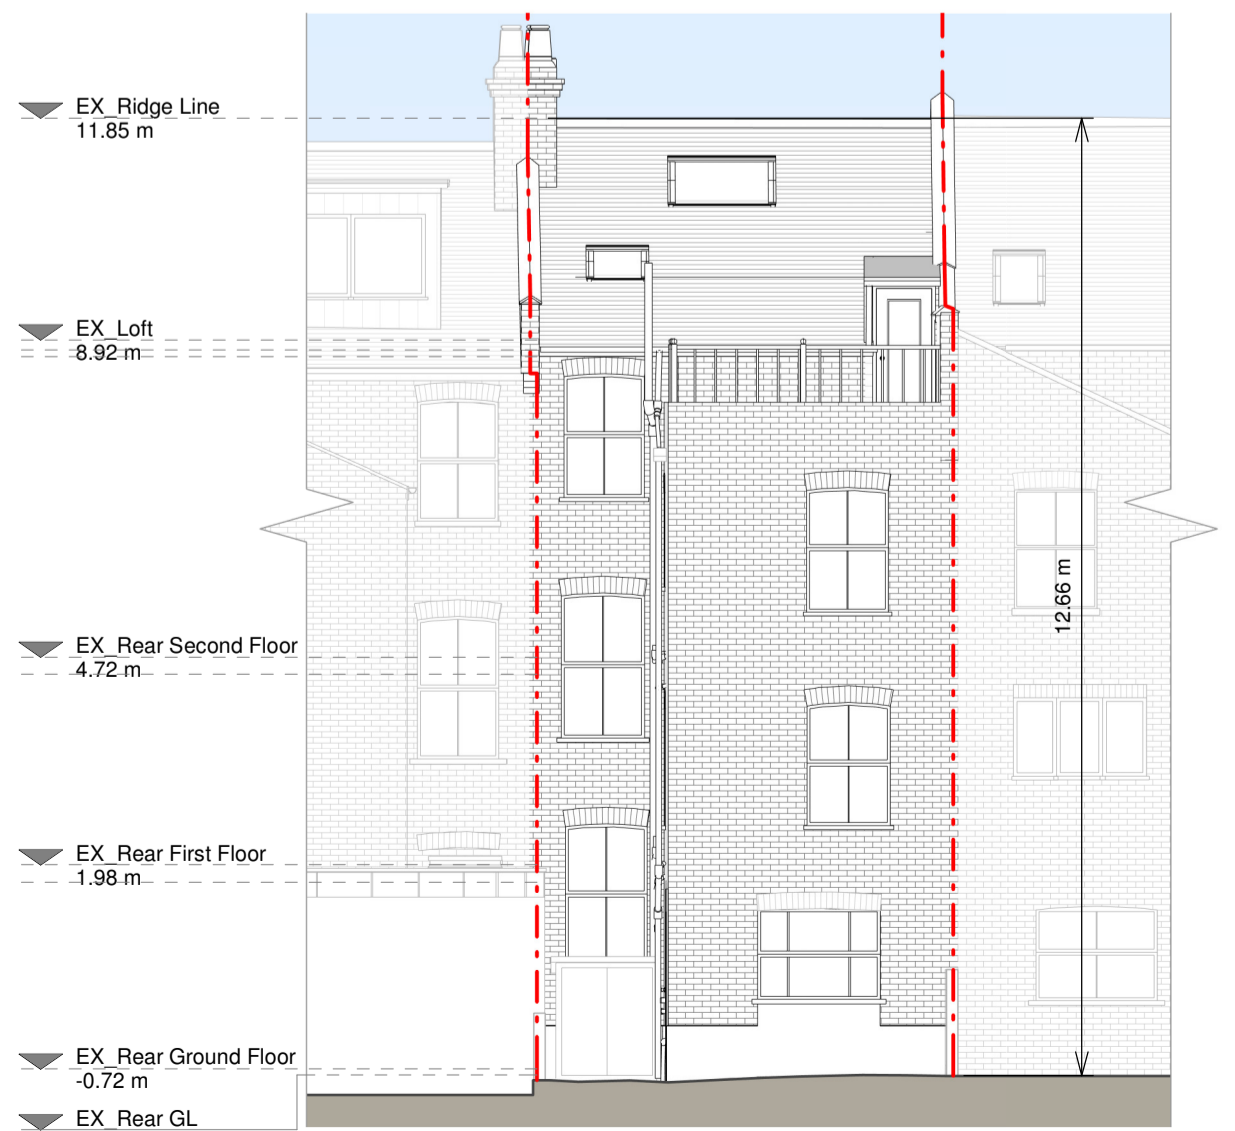 EX_Ridge Line
11.85 m
EX_Loft
8.92 m
12.66 m
EX_Rear Second Floor
4.72 m
EX_Rear First Floor
1.98 m
EX_Rear Ground Floor
-0.72 m
EX_Rear GL